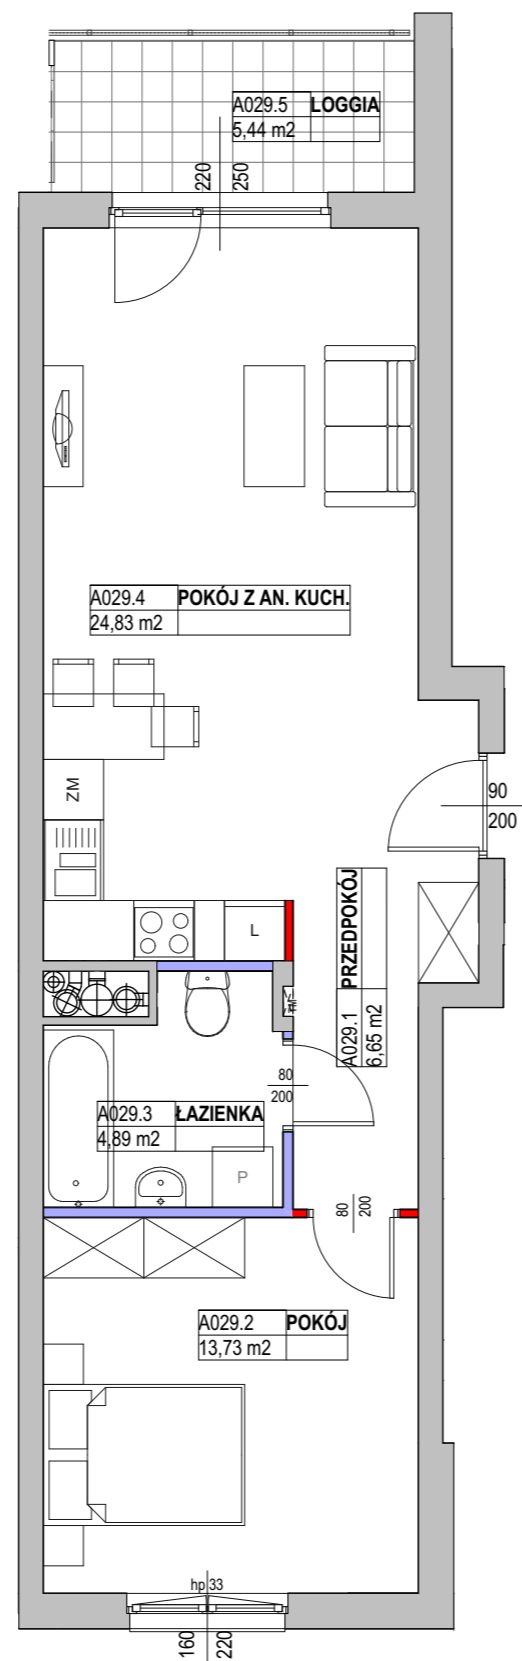 A029.5 LOGGIA
5,44 m2
220
250
A029.4 POKÓJ Z AN. KUCH.
24,83 m2
ZM
90
200
L
A029.1 PRZEDPOKÓJ
6,65 m2
80
200
A029.3 ŁAZIENKA
4,89 m2
P
80
200
A029.2 POKÓJ
13,73 m2
hp 33
160
220